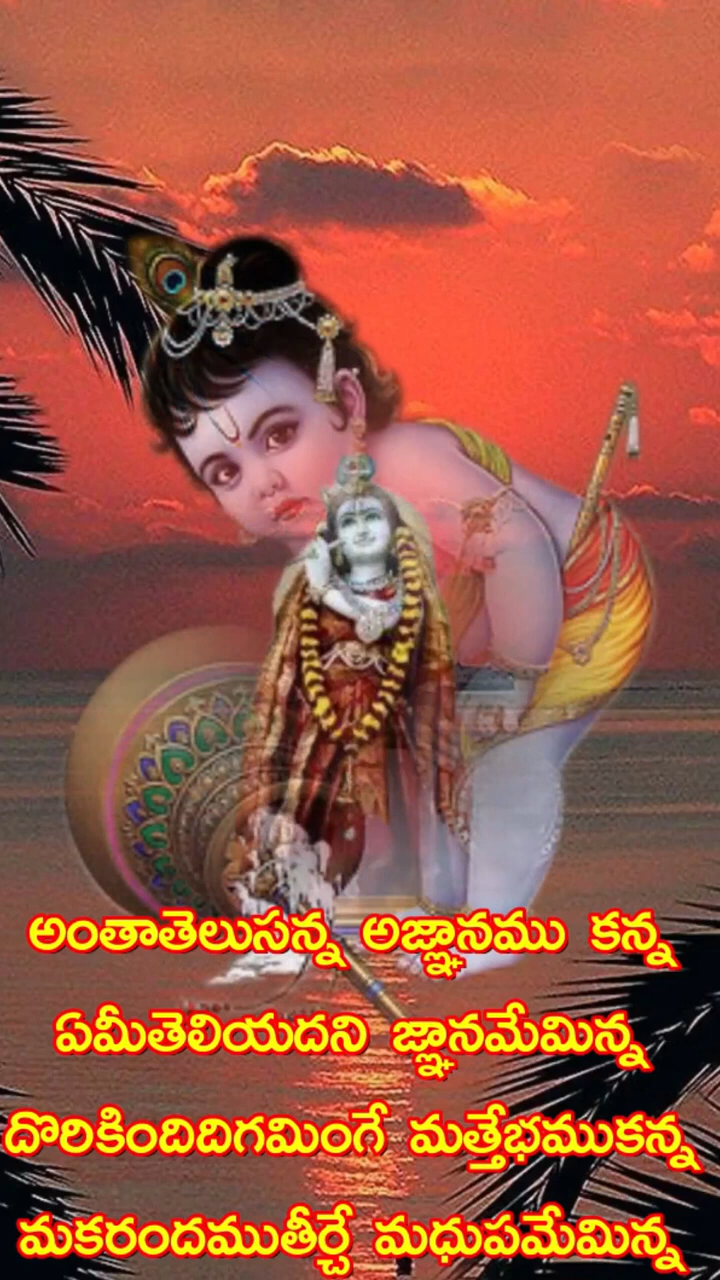 అంతాతెలుసన్న అజ్ఞానము కన్న
ఏమీతెలియదని జ్ఞానమేమిన్న
దొరికిందిదిగమింగే మత్తేభముకన్న
మకరందముతీర్చే మధుపమేమిన్న